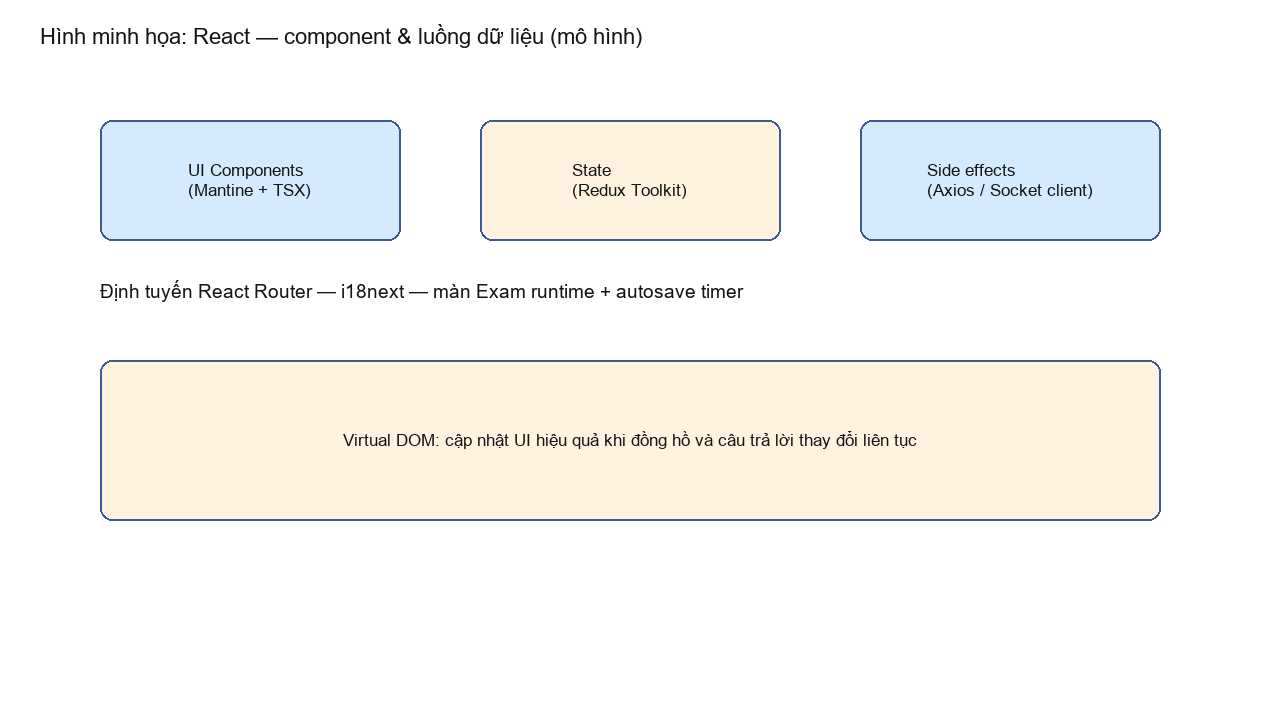 Hình minh họa: React — component & luồng dữ liệu (mô hình)
UI Components
(Mantine + TSX)
State
(Redux Toolkit)
Side effects
(Axios / Socket client)
Định tuyến React Router — i18next — màn Exam runtime + autosave timer
Virtual DOM: cập nhật UI hiệu quả khi đồng hồ và câu trả lời thay đổi liên tục